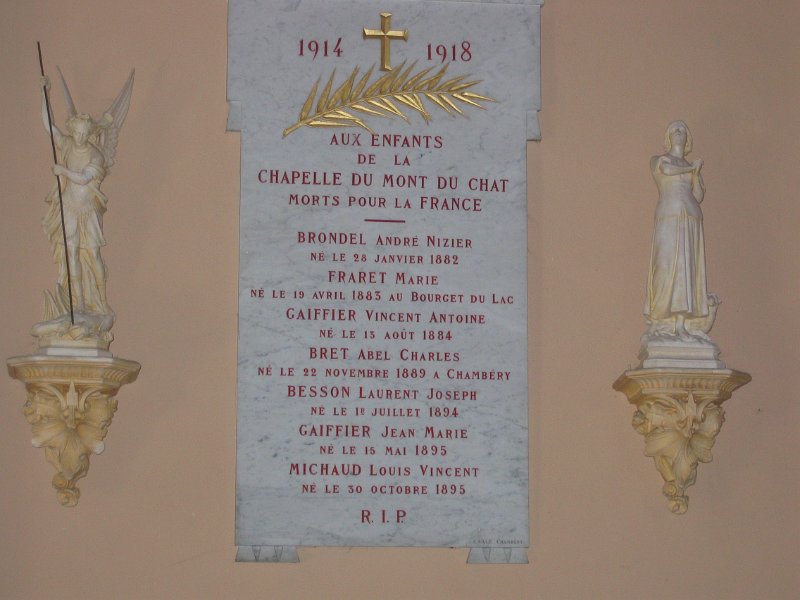 1914 1918
AUX ENFANTS
DE LA
CHAPELLE DU MONT DU CHAT
MORTS POUR LA FRANCE
BRONDEL ANDRÉ NIZIER
NÉ LE 28 JANVIER 1882
FRARET MARIE
NÉ LE 19 AVRIL 1883 AU BOURGET DU LAC
GAIFFIER VINCENT ANTOINE
NÉ LE 15 AOÛT 1884
BRET ABEL CHARLES
NÉ LE 22 NOVEMBRE 1889 A CHAMBÉRY
BESSON LAURENT JOSEPH
NÉ LE 1E JUILLET 1894
GAIFFIER JEAN MARIE
NÉ LE 15 MAI 1895
MICHAUD LOUIS VINCENT
NÉ LE 30 OCTOBRE 1895
R.I.P.
CHAMBERY